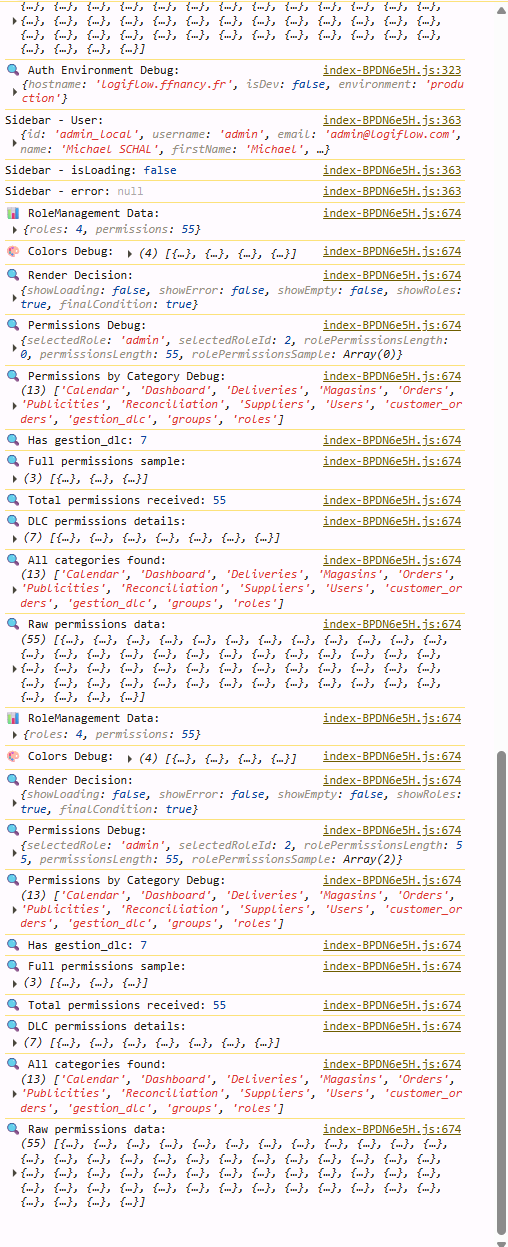 {…}, {…}, {…}, {…}, {…}, {…}, {…}, {…}, {…}, {…}, {…}, {…}, {…},
{…}, {…}, {…}, {…}, {…}, {…}, {…}, {…}, {…}, {…}, {…}, {…}, {…},
{…}, {…}, {…}, {…}, {…}, {…}, {…}, {…}, {…}, {…}, {…}, {…}, {…},
{…}, {…}, {…}, {…}]
Auth Environment Debug: index-BPDN6e5H.js:323
{hostname: 'logiflow.ffnancy.fr', isDev: false, environment: 'produ
ction'}
Sidebar - User: index-BPDN6e5H.js:363
{id: 'admin_local', username: 'admin', email: 'admin@logiflow.com',
name: 'Michael SCHAL', firstName: 'Michael', …}
Sidebar - isLoading: false index-BPDN6e5H.js:363
Sidebar - error: null index-BPDN6e5H.js:363
RoleManagement Data: index-BPDN6e5H.js:674
{roles: 4, permissions: 55}
Colors Debug: (4) [{…}, {…}, {…}, {…}] index-BPDN6e5H.js:674
Render Decision: index-BPDN6e5H.js:674
{showLoading: false, showError: false, showEmpty: false, showRoles:
true, finalCondition: true}
Permissions Debug: index-BPDN6e5H.js:674
{selectedRole: 'admin', selectedRoleId: 2, rolePermissionsLength:
0, permissionsLength: 55, rolePermissionsSample: Array(0)}
Permissions by Category Debug: index-BPDN6e5H.js:674
(13) ['Calendar', 'Dashboard', 'Deliveries', 'Magasins', 'Orders',
'Publicities', 'Reconciliation', 'Suppliers', 'Users', 'customer_or
ders', 'gestion_dlc', 'groups', 'roles']
Has gestion_dlc: 7 index-BPDN6e5H.js:674
Full permissions sample: index-BPDN6e5H.js:674
(3) [{…}, {…}, {…}]
Total permissions received: 55 index-BPDN6e5H.js:674
DLC permissions details: index-BPDN6e5H.js:674
(7) [{…}, {…}, {…}, {…}, {…}, {…}, {…}]
All categories found: index-BPDN6e5H.js:674
(13) ['Calendar', 'Dashboard', 'Deliveries', 'Magasins', 'Orders',
'Publicities', 'Reconciliation', 'Suppliers', 'Users', 'customer_or
ders', 'gestion_dlc', 'groups', 'roles']
Raw permissions data: index-BPDN6e5H.js:674
(55) [{…}, {…}, {…}, {…}, {…}, {…}, {…}, {…}, {…}, {…}, {…}, {…},
{…}, {…}, {…}, {…}, {…}, {…}, {…}, {…}, {…}, {…}, {…}, {…}, {…},
{…}, {…}, {…}, {…}, {…}, {…}, {…}, {…}, {…}, {…}, {…}, {…}, {…},
{…}, {…}, {…}, {…}, {…}, {…}, {…}, {…}, {…}, {…}, {…}, {…}, {…},
{…}, {…}, {…}, {…}]
RoleManagement Data: index-BPDN6e5H.js:674
{roles: 4, permissions: 55}
Colors Debug: (4) [{…}, {…}, {…}, {…}] index-BPDN6e5H.js:674
Render Decision: index-BPDN6e5H.js:674
{showLoading: false, showError: false, showEmpty: false, showRoles:
true, finalCondition: true}
Permissions Debug: index-BPDN6e5H.js:674
{selectedRole: 'admin', selectedRoleId: 2, rolePermissionsLength: 5
5, permissionsLength: 55, rolePermissionsSample: Array(2)}
Permissions by Category Debug: index-BPDN6e5H.js:674
(13) ['Calendar', 'Dashboard', 'Deliveries', 'Magasins', 'Orders',
'Publicities', 'Reconciliation', 'Suppliers', 'Users', 'customer_or
ders', 'gestion_dlc', 'groups', 'roles']
Has gestion_dlc: 7 index-BPDN6e5H.js:674
Full permissions sample: index-BPDN6e5H.js:674
(3) [{…}, {…}, {…}]
Total permissions received: 55 index-BPDN6e5H.js:674
DLC permissions details: index-BPDN6e5H.js:674
(7) [{…}, {…}, {…}, {…}, {…}, {…}, {…}]
All categories found: index-BPDN6e5H.js:674
(13) ['Calendar', 'Dashboard', 'Deliveries', 'Magasins', 'Orders',
'Publicities', 'Reconciliation', 'Suppliers', 'Users', 'customer_or
ders', 'gestion_dlc', 'groups', 'roles']
Raw permissions data: index-BPDN6e5H.js:674
(55) [{…}, {…}, {…}, {…}, {…}, {…}, {…}, {…}, {…}, {…}, {…}, {…},
{…}, {…}, {…}, {…}, {…}, {…}, {…}, {…}, {…}, {…}, {…}, {…}, {…},
{…}, {…}, {…}, {…}, {…}, {…}, {…}, {…}, {…}, {…}, {…}, {…}, {…},
{…}, {…}, {…}, {…}, {…}, {…}, {…}, {…}, {…}, {…}, {…}, {…}, {…},
{…}, {…}, {…}, {…}]